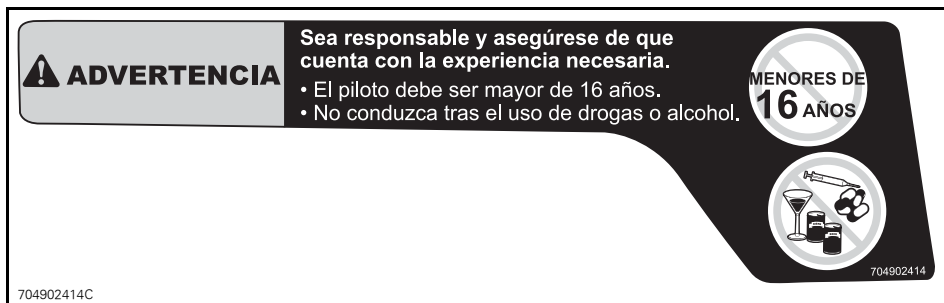 ADVERTENCIA
Sea responsable y asegúrese de que
cuenta con la experiencia necesaria.
• El piloto debe ser mayor de 16 años.
• No conduzca tras el uso de drogas o alcohol.
MENORES DE
16 AÑOS
704902414
704902414C